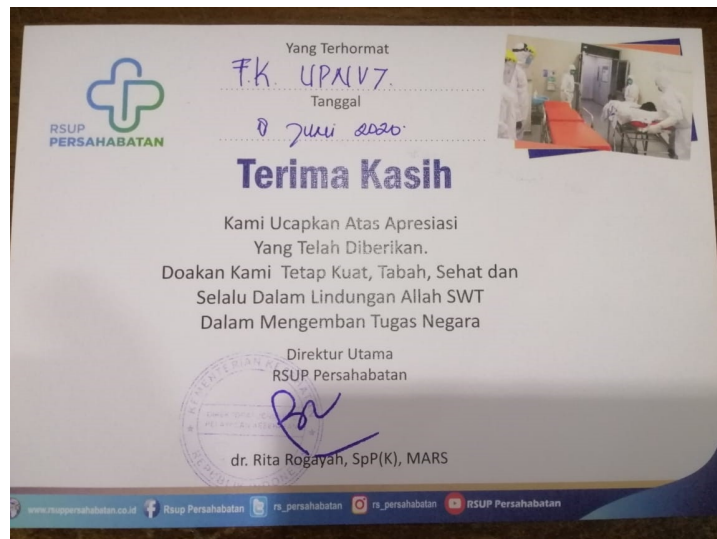 RSUP
PERSAHABATAN
Yang Terhormat
F.K. UPNVJ.
Tanggal
8 Juni 2020.
Terima Kasih
Kami Ucapkan Atas Apresiasi
Yang Telah Diberikan.
Doakan Kami Tetap Kuat, Tabah, Sehat dan
Selalu Dalam Lindungan Allah SWT
Dalam Mengemban Tugas Negara
Direktur Utama
RSUP Persahabatan
dr. Rita Rogayah, SpP(K), MARS
www.rsuppersahabatan.co.id Rsup Persahabatan rs_persahabatan rs_persahabatan RSUP Persahabatan